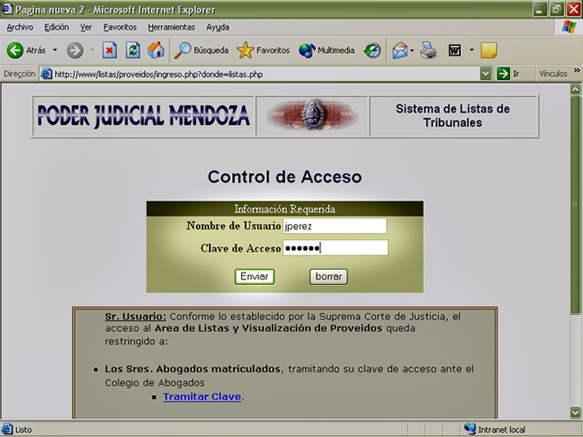 Pagina nueva 2 - Microsoft Internet Explorer
Archivo Edición Ver Favoritos Herramientas Ayuda
Atrás Búsqueda Favoritos Multimedia
Dirección http://www/listas/proveidos/ingreso.php?donde=listas.php Ir Vínculos »
PODER JUDICIAL MENDOZA
Sistema de Listas de
Tribunales
Control de Acceso
Información Requerida
Nombre de Usuario jperez
Clave de Acceso ●●●●●●
Enviar borrar
Sr. Usuario: Conforme lo establecido por la Suprema Corte de Justicia, el
acceso al Area de Listas y Visualización de Proveidos queda
restringido a:
Los Sres. Abogados matriculados, tramitando su clave de acceso ante el
Colegio de Abogados
Tramitar Clave.
Listo Intranet local